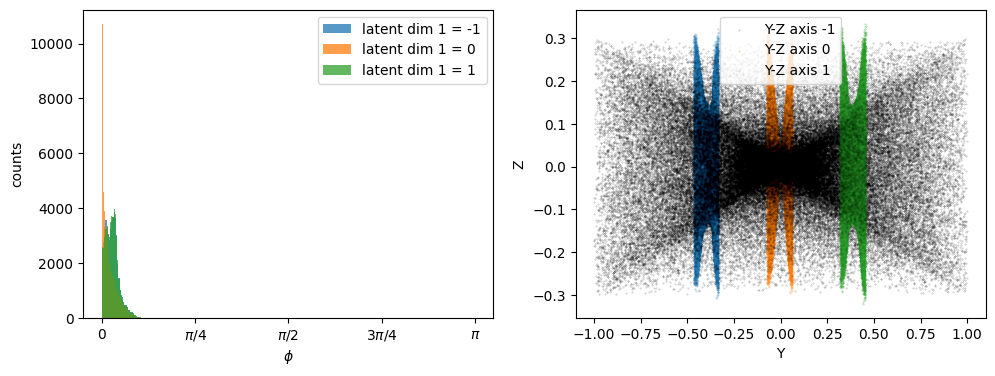 latent dim 1 = -1
latent dim 1 = 0
latent dim 1 = 1
counts
10000
8000
6000
4000
2000
0
0 π/4 π/2 3π/4 π
ϕ
Y-Z axis -1
Y-Z axis 0
Y-Z axis 1
Z
0.3
0.2
0.1
0.0
−0.1
−0.2
−0.3
−1.00 −0.75 −0.50 −0.25 0.00 0.25 0.50 0.75 1.00
Y